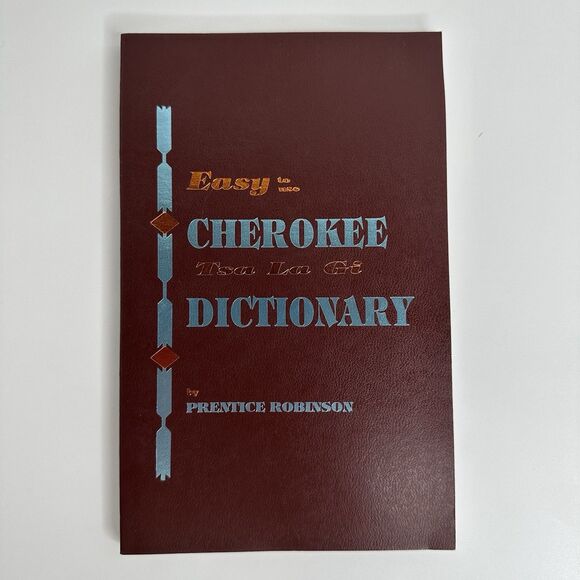 Easy to use
CHEROKEE
Tsa La Gi
DICTIONARY
by
PRENTICE ROBINSON